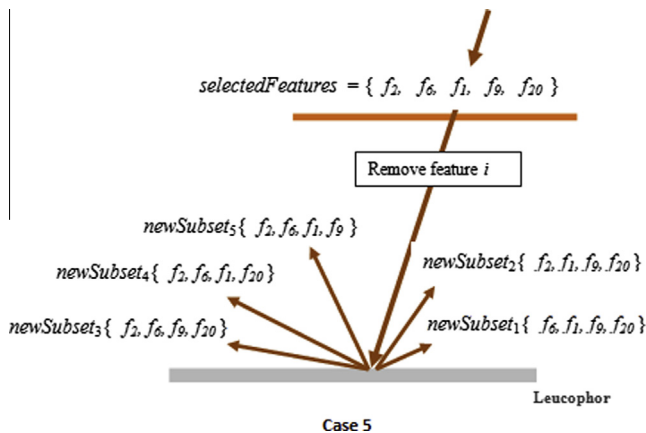 selectedFeatures = { f2, f6, f1, f9, f20 }
Remove feature i
newSubset5{ f2, f6, f1, f9 }
newSubset2{ f2, f1, f9, f20 }
newSubset4{ f2, f6, f1, f20 }
newSubset3{ f2, f6, f9, f20 }
newSubset1{ f6, f1, f9, f20 }
Leucophor
Case 5